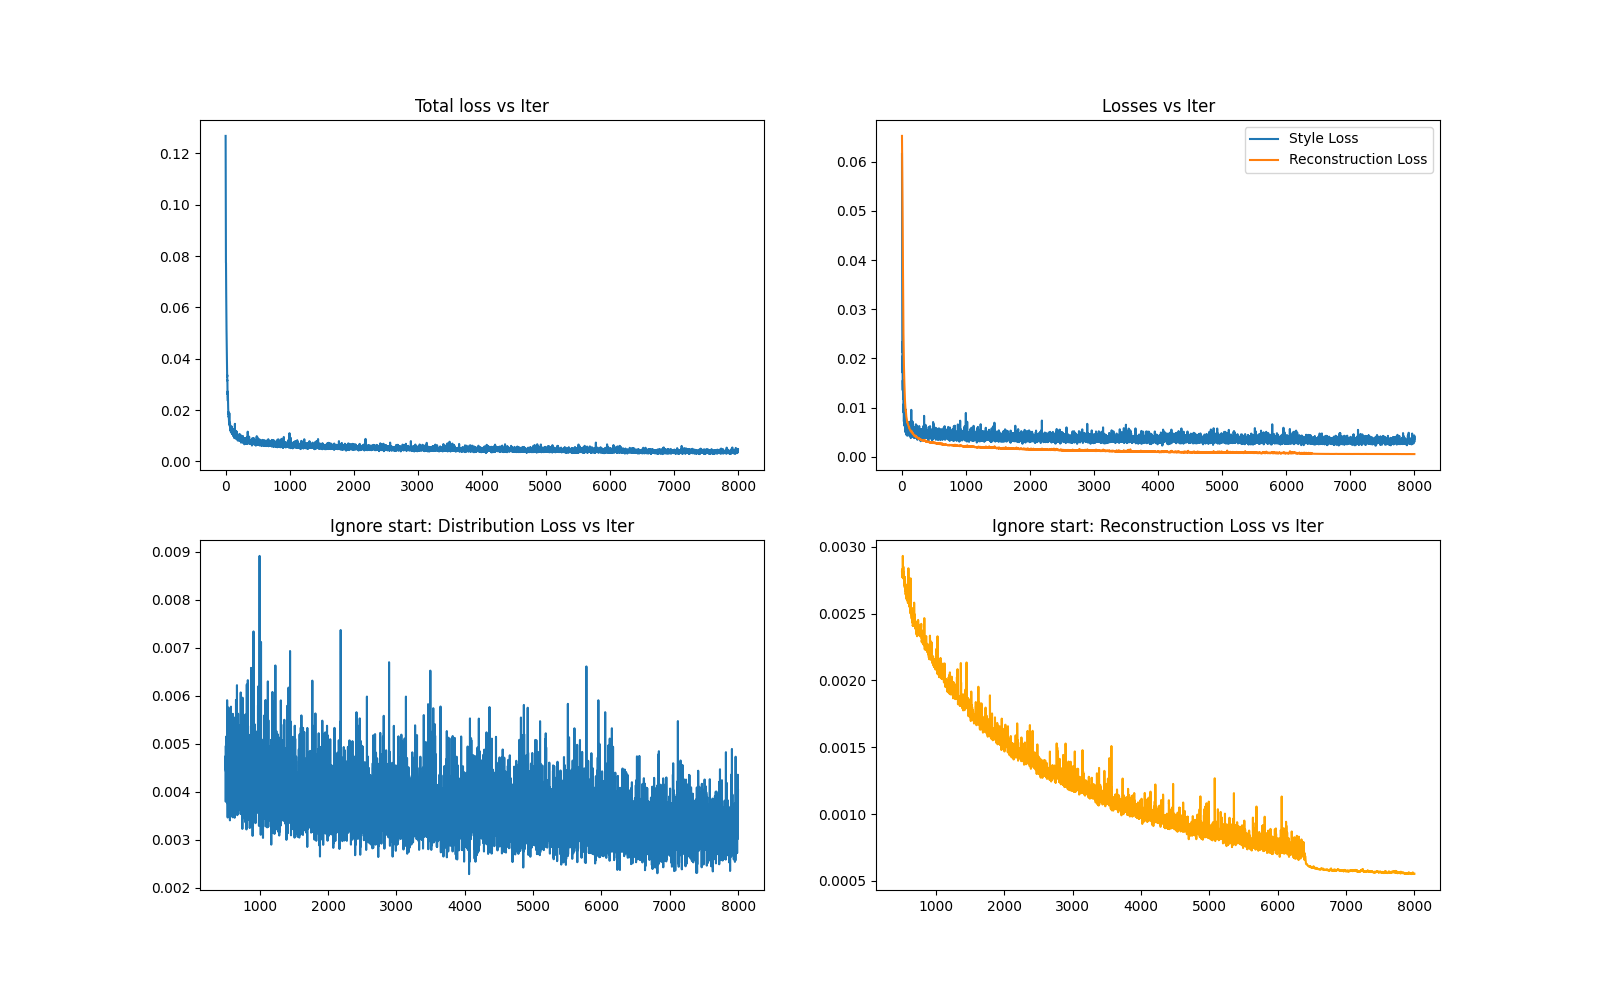 Total loss vs Iter
0.12
0.10
0.08
0.06
0.04
0.02
0.00
0 1000 2000 3000 4000 5000 6000 7000 8000
Losses vs Iter
Style Loss
Reconstruction Loss
0.06
0.05
0.04
0.03
0.02
0.01
0.00
0 1000 2000 3000 4000 5000 6000 7000 8000
Ignore start: Distribution Loss vs Iter
0.009
0.008
0.007
0.006
0.005
0.004
0.003
0.002
1000 2000 3000 4000 5000 6000 7000 8000
Ignore start: Reconstruction Loss vs Iter
0.0030
0.0025
0.0020
0.0015
0.0010
0.0005
1000 2000 3000 4000 5000 6000 7000 8000